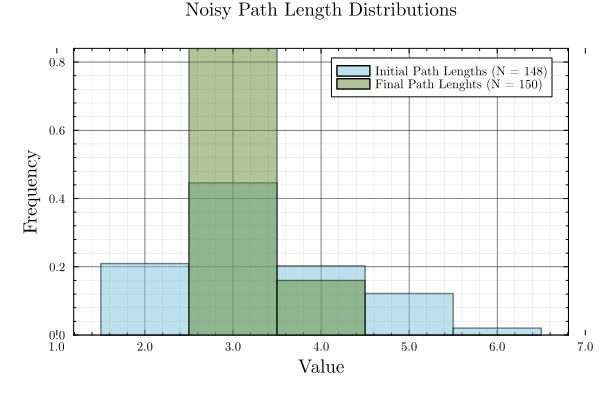 Noisy Path Length Distributions
Initial Path Lengths (N = 148)
Final Path Lenghts (N = 150)
Frequency
0.8
0.6
0.4
0.2
0.0
1.0 2.0 3.0 4.0 5.0 6.0 7.0
Value